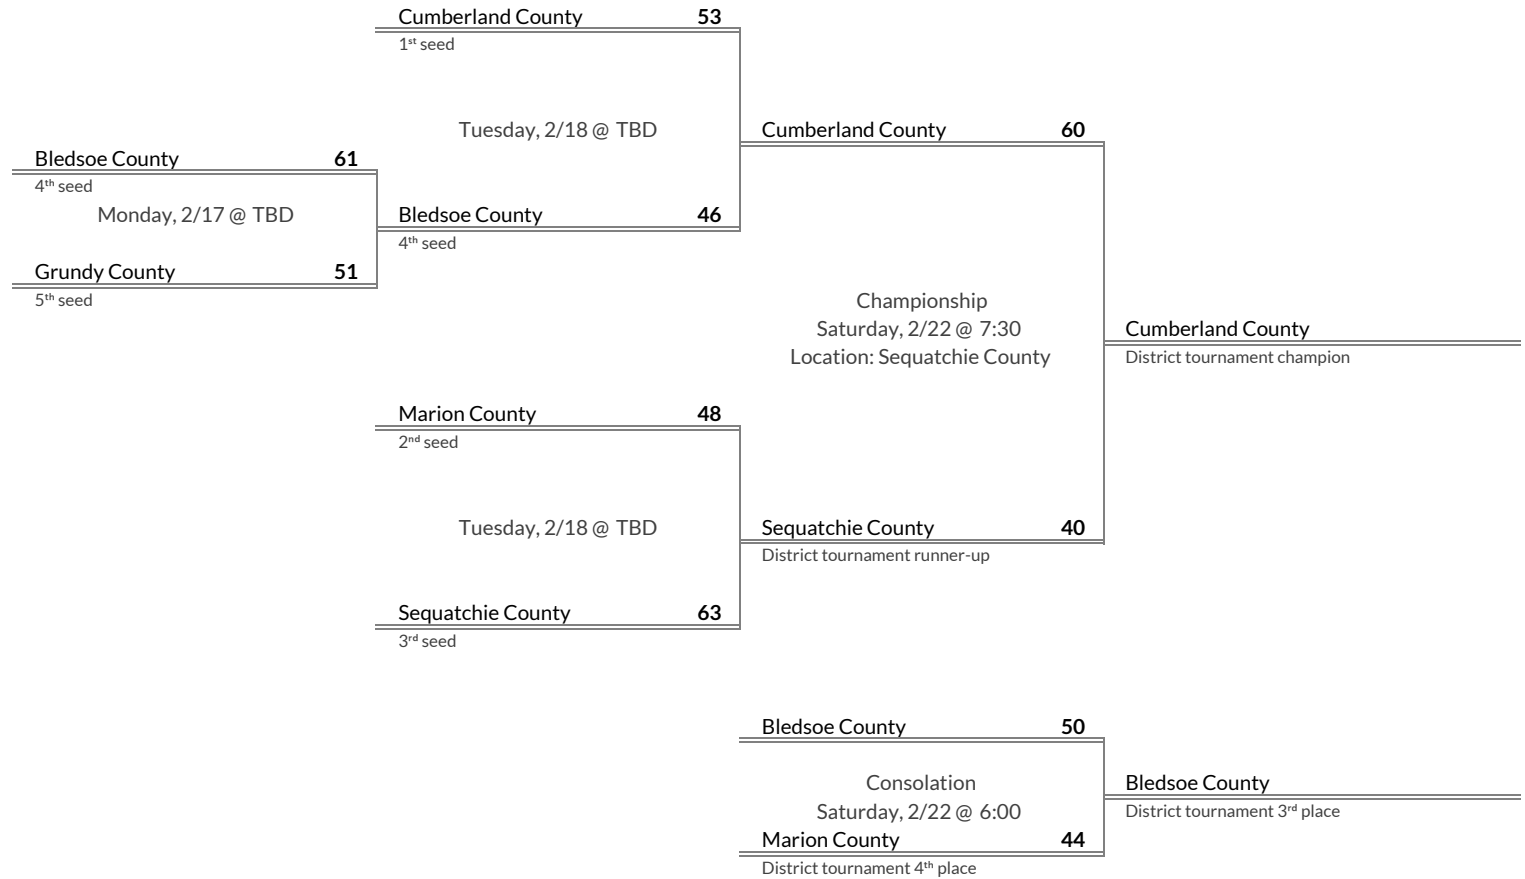 Cumberland County 53
1st seed
Tuesday, 2/18 @ TBD
Cumberland County 60
Bledsoe County 61
4th seed
Monday, 2/17 @ TBD
Bledsoe County 46
4th seed
Grundy County 51
5th seed
Championship
Saturday, 2/22 @ 7:30
Location: Sequatchie County
Cumberland County
District tournament champion
Marion County 48
2nd seed
Tuesday, 2/18 @ TBD
Sequatchie County 40
District tournament runner-up
Sequatchie County 63
3rd seed
Bledsoe County 50
Consolation
Saturday, 2/22 @ 6:00
Bledsoe County
District tournament 3rd place
Marion County 44
District tournament 4th place